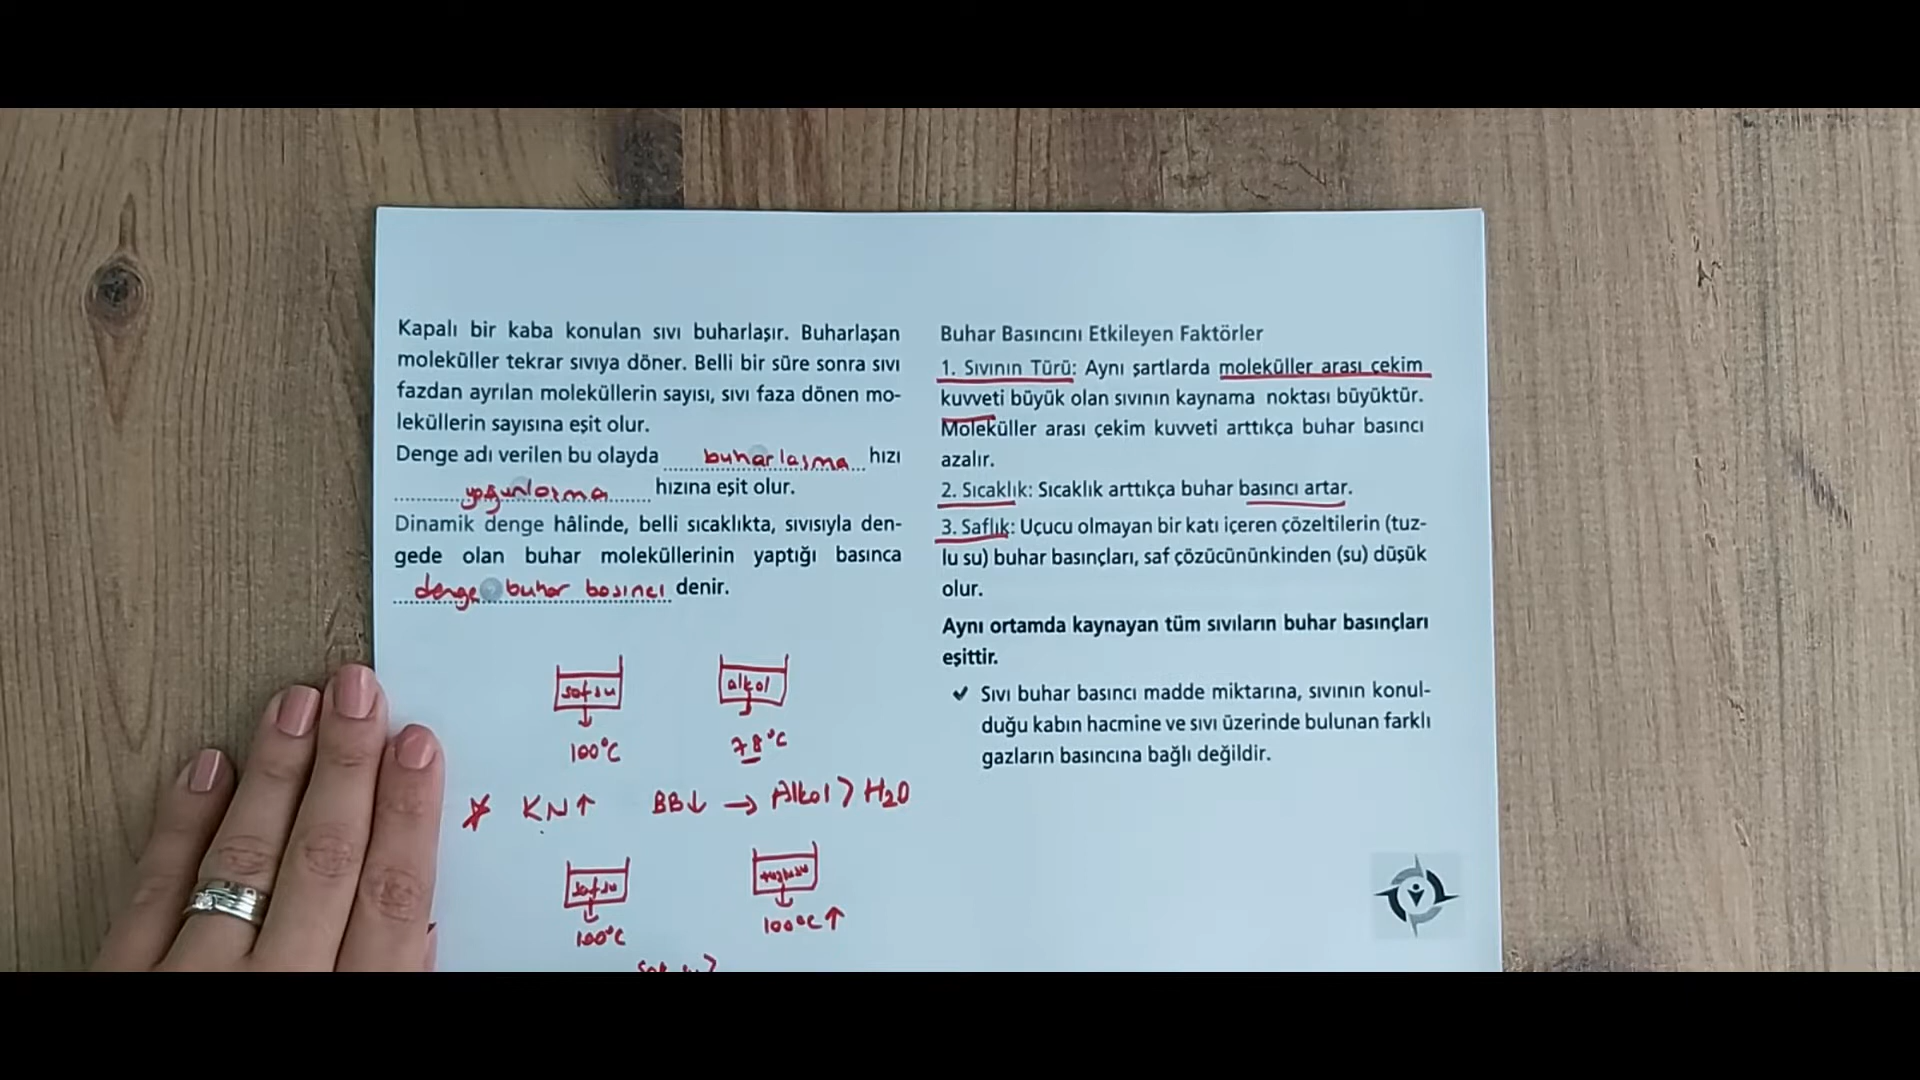 Kapalı bir kaba konulan sıvı buharlaşır. Buharlaşan
moleküller tekrar sıvıya döner. Belli bir süre sonra sıvı
fazdan ayrılan moleküllerin sayısı, sıvı faza dönen mo-
leküllerin sayısına eşit olur.
Denge adı verilen bu olayda buharlaşma hızı
yoğunlaşma hızına eşit olur.
Dinamik denge hâlinde, belli sıcaklıkta, sıvısıyla den-
gede olan buhar moleküllerinin yaptığı basınca
denge buhar basıncı denir.
saf su alkol
100°C 78°C
KN↑ BB↓ → Alkol > H2O
saf su tuzlu su
100°C 100°C↑
saf su >
Buhar Basıncını Etkileyen Faktörler
1. Sıvının Türü: Aynı şartlarda moleküller arası çekim
kuvveti büyük olan sıvının kaynama noktası büyüktür.
Moleküller arası çekim kuvveti arttıkça buhar basıncı
azalır.
2. Sıcaklık: Sıcaklık arttıkça buhar basıncı artar.
3. Saflık: Uçucu olmayan bir katı içeren çözeltilerin (tuz-
lu su) buhar basınçları, saf çözücününkinden (su) düşük
olur.
Aynı ortamda kaynayan tüm sıvıların buhar basınçları
eşittir.
✔ Sıvı buhar basıncı madde miktarına, sıvının konul-
duğu kabın hacmine ve sıvı üzerinde bulunan farklı
gazların basıncına bağlı değildir.